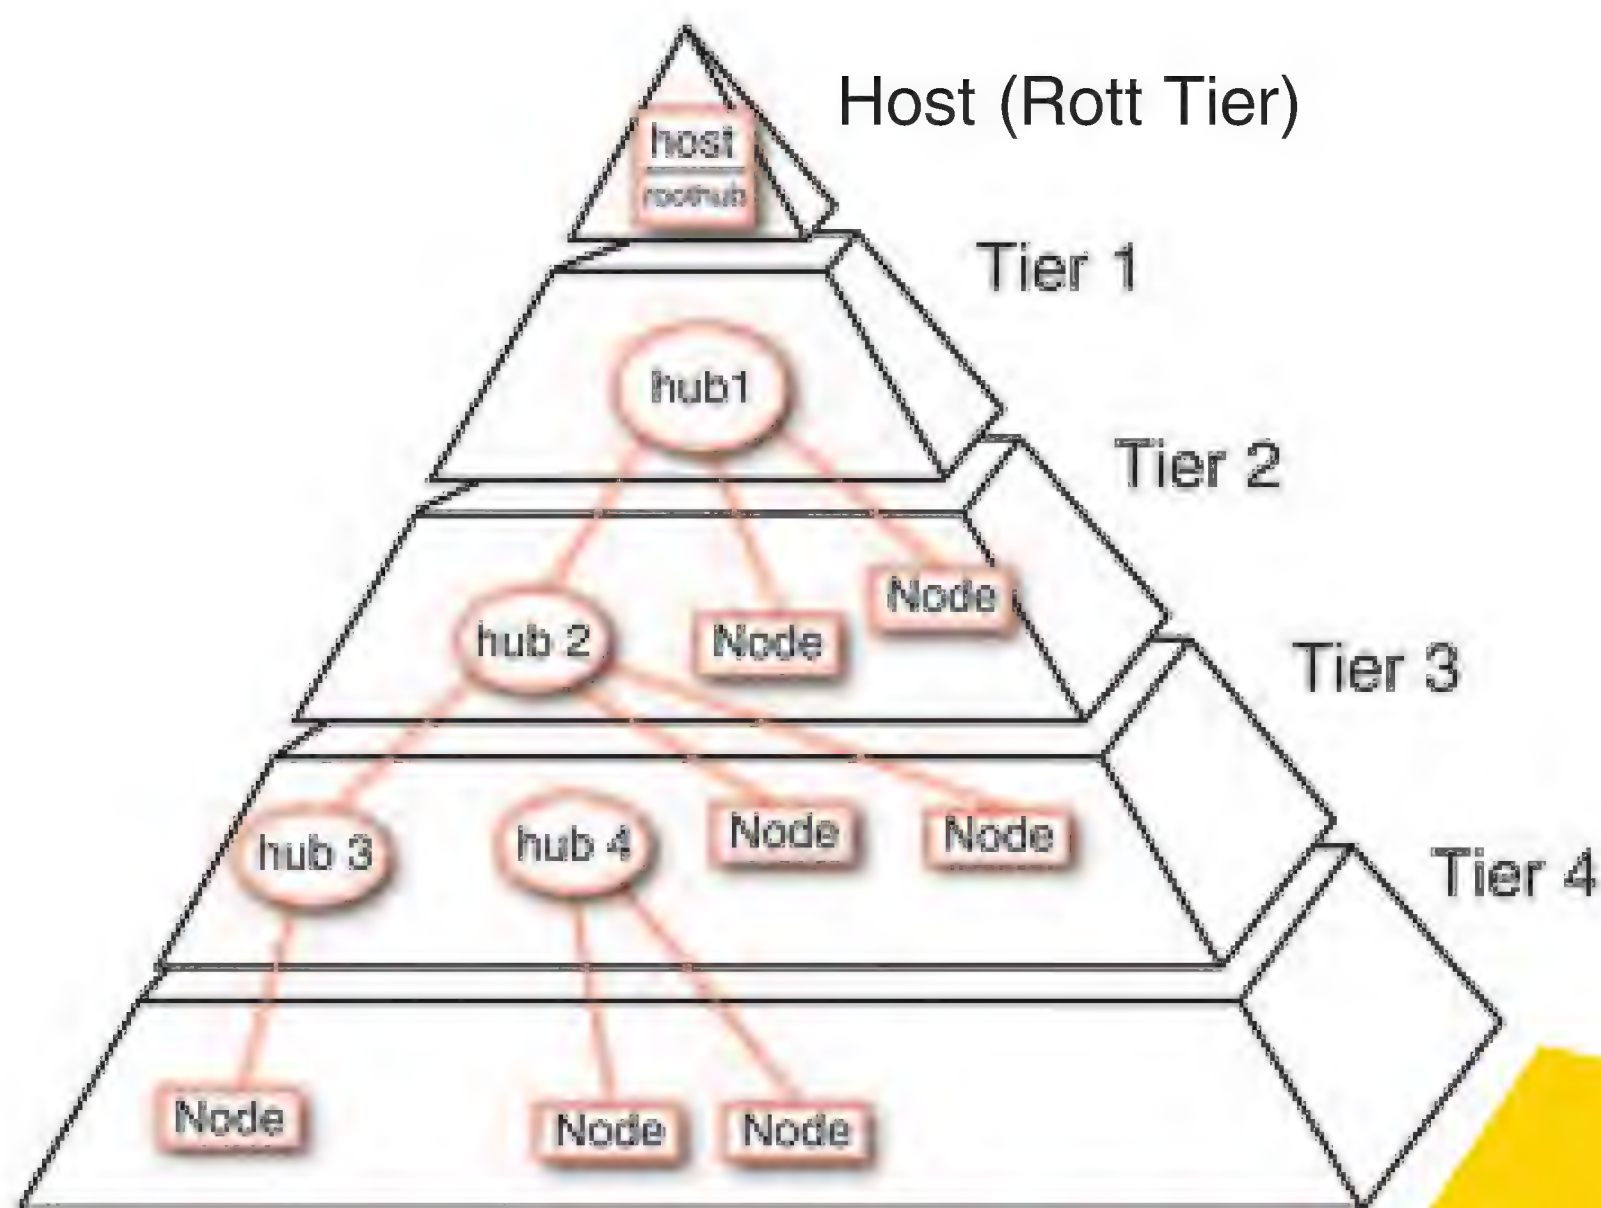 Host (Rott Tier)
host
roothub
Tier 1
hub1
Tier 2
Node
hub 2
Node
Tier 3
hub 3
hub 4
Node
Node
Tier 4
Node
Node
Node